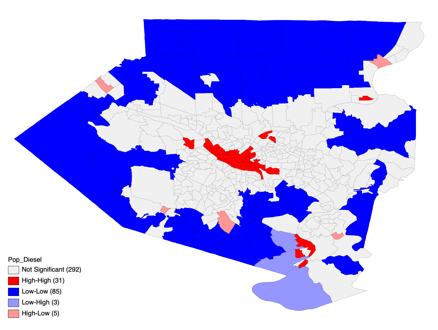 Pop_Diesel
Not Significant (292)
High-High (31)
Low-Low (85)
Low-High (3)
High-Low (5)